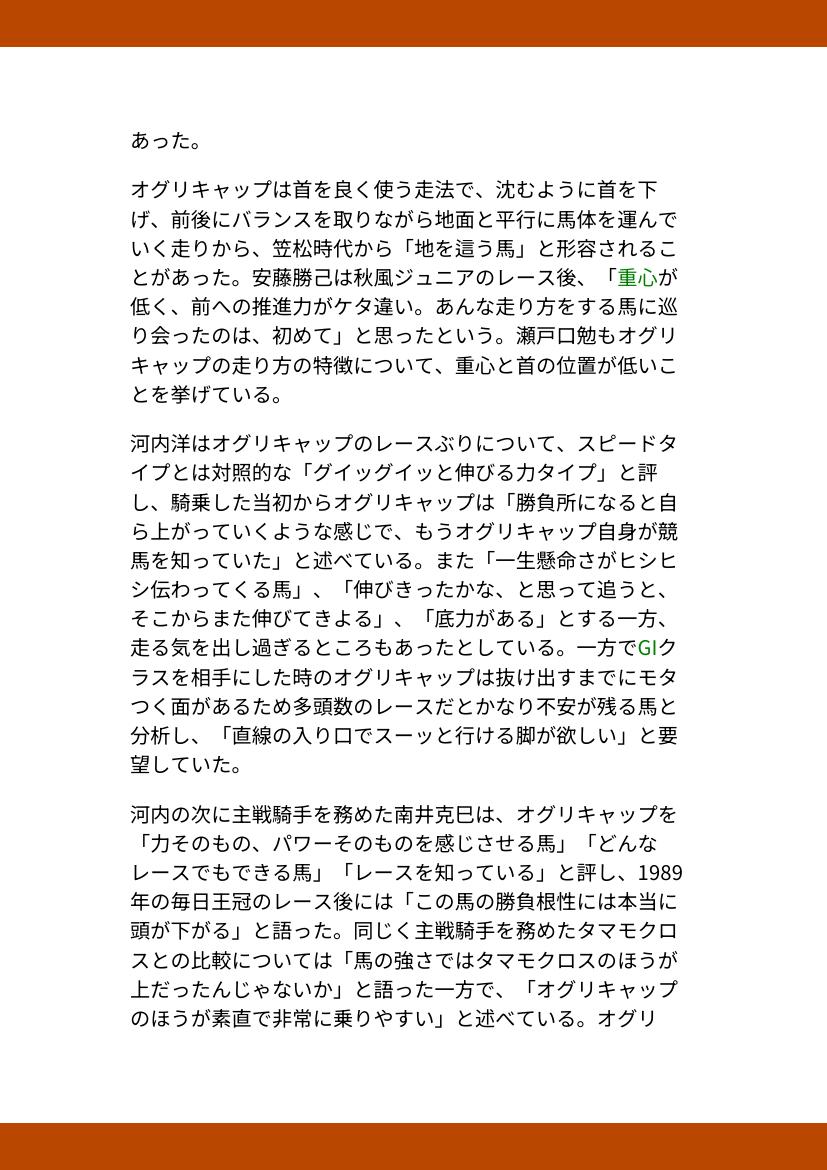 あった。
オグリキャップは首を良く使う走法で、沈むように首を下
げ、前後にバランスを取りながら地面と平行に馬体を運んで
いく走りから、笠松時代から「地を這う馬」と形容されるこ
とがあった。安藤勝己は秋風ジュニアのレース後、「重心が
低く、前への推進力がケタ違い。あんな走り方をする馬に巡
り会ったのは、初めて」と思ったという。瀬戸口勉もオグリ
キャップの走り方の特徴について、重心と首の位置が低いこ
とを挙げている。
河内洋はオグリキャップのレースぶりについて、スピードタ
イプとは対照的な「グイッグイッと伸びる力タイプ」と評
し、騎乗した当初からオグリキャップは「勝負所になると自
ら上がっていくような感じで、もうオグリキャップ自身が競
馬を知っていた」と述べている。また「一生懸命さがヒシヒ
シ伝わってくる馬」、「伸びきったかな、と思って追うと、
そこからまた伸びてきよる」、「底力がある」とする一方、
走る気を出し過ぎるところもあったとしている。一方でGIク
ラスを相手にした時のオグリキャップは抜け出すまでにモタ
つく面があるため多頭数のレースだとかなり不安が残る馬と
分析し、「直線の入り口でスーッと行ける脚が欲しい」と要
望していた。
河内の次に主戦騎手を務めた南井克巳は、オグリキャップを
「力そのもの、パワーそのものを感じさせる馬」「どんな
レースでもできる馬」「レースを知っている」と評し、1989
年の毎日王冠のレース後には「この馬の勝負根性には本当に
頭が下がる」と語った。同じく主戦騎手を務めたタマモクロ
スとの比較については「馬の強さではタマモクロスのほうが
上だったんじゃないか」と語った一方で、「オグリキャップ
のほうが素直で非常に乗りやすい」と述べている。オグリ